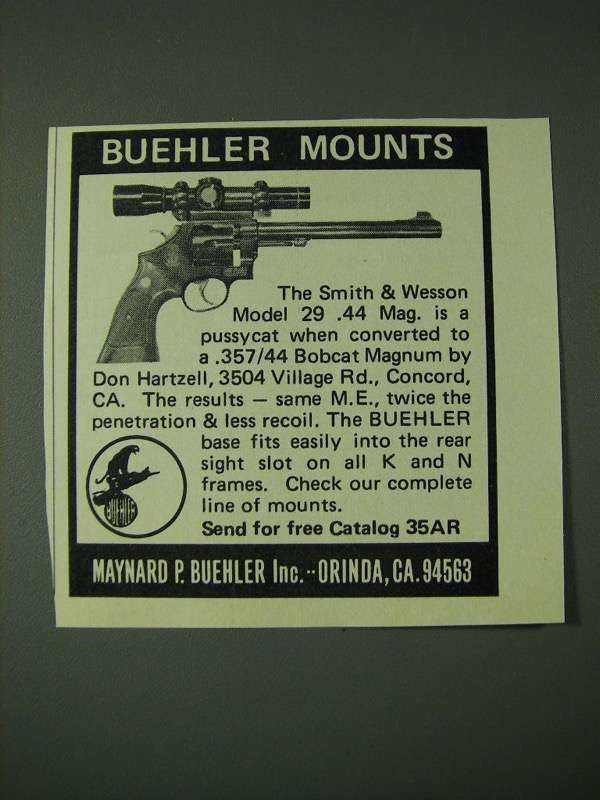 BUEHLER MOUNTS
The Smith & Wesson
Model 29 .44 Mag. is a
pussycat when converted to
a .357/44 Bobcat Magnum by
Don Hartzell, 3504 Village Rd., Concord,
CA. The results — same M.E., twice the
penetration & less recoil. The BUEHLER
base fits easily into the rear
sight slot on all K and N
frames. Check our complete
line of mounts.
Send for free Catalog 35AR
BUEHLER
MAYNARD P. BUEHLER Inc. ·· ORINDA, CA. 94563